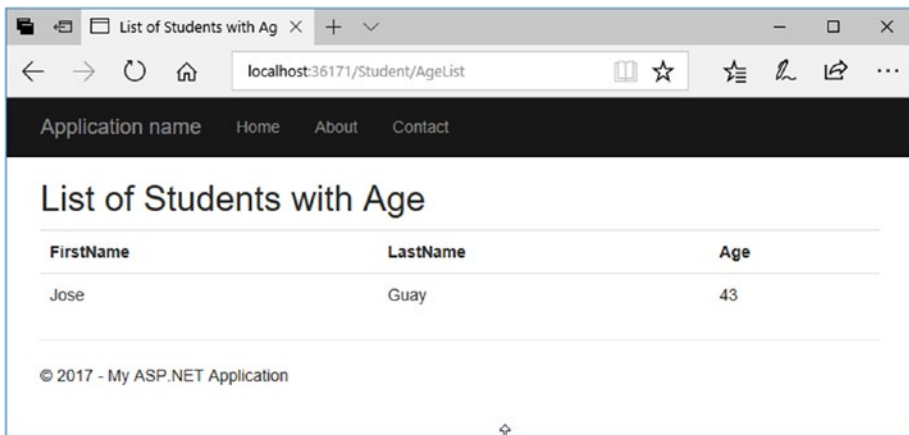 List of Students with Ag
localhost:36171/Student/AgeList
Application name Home About Contact
List of Students with Age
FirstName LastName Age
Jose Guay 43
© 2017 - My ASP.NET Application